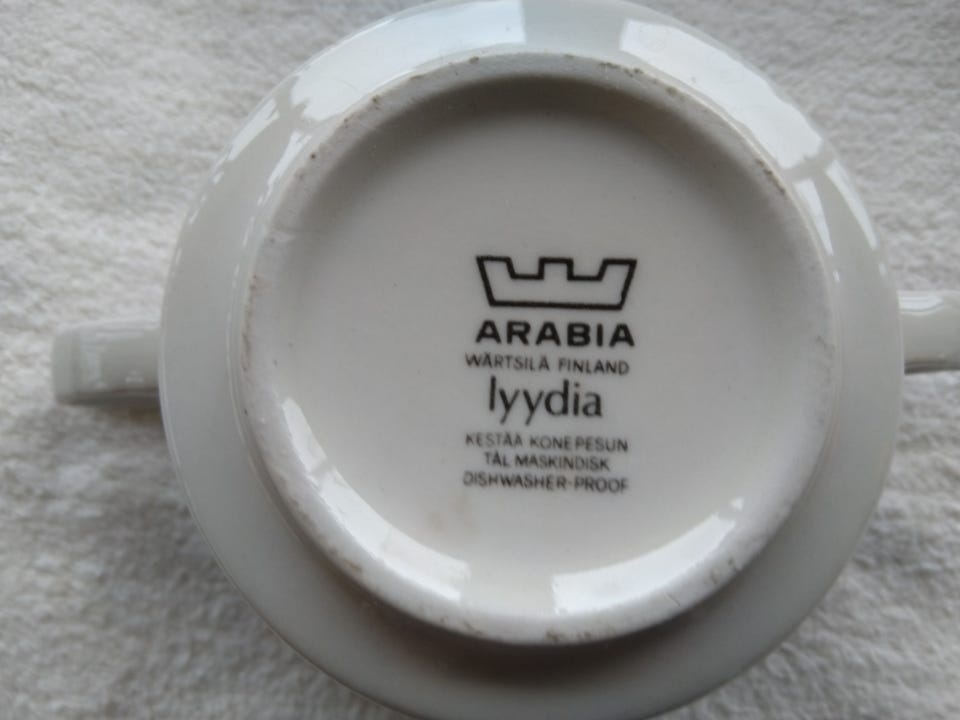 ARABIA
WÄRTSILÄ FINLAND
lyydia
KESTÄÄ KONEPESUN
TÅL MASKINDISK
DISHWASHER-PROOF